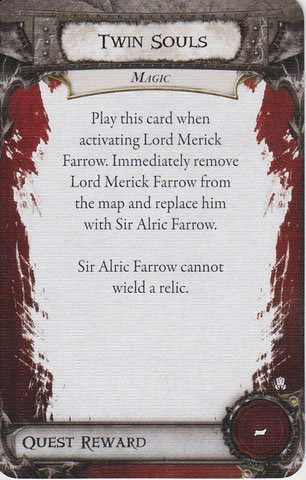 Twin Souls
Magic
Play this card when
activating Lord Merick
Farrow. Immediately remove
Lord Merick Farrow from
the map and replace him
with Sir Alric Farrow.
Sir Alric Farrow cannot
wield a relic.
-
Quest Reward